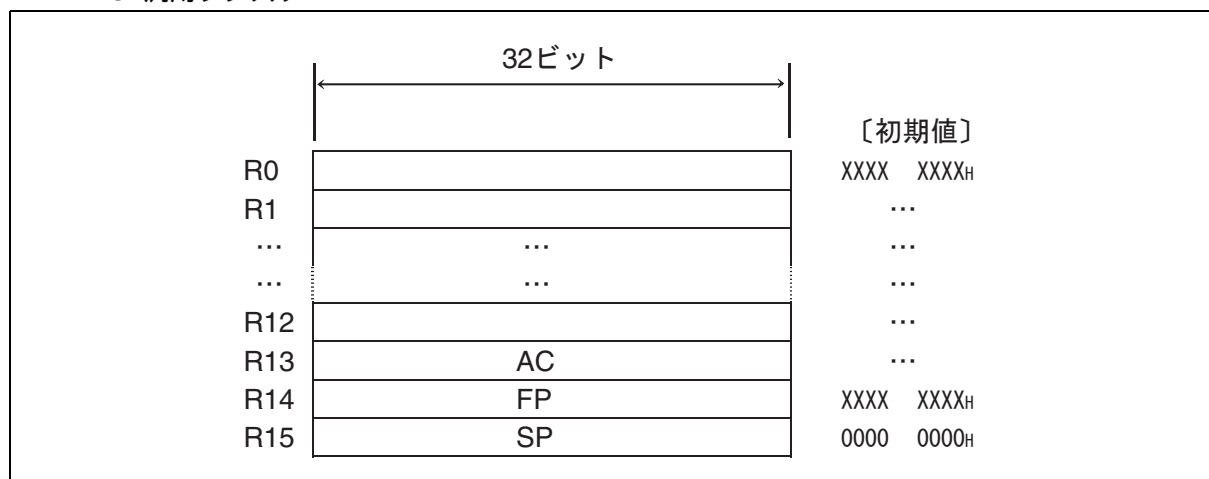 32ビット
〔初期値〕
R0 XXXX XXXXH
R1 …
… … …
… … …
R12 …
R13 AC …
R14 FP XXXX XXXXH
R15 SP 0000 0000H